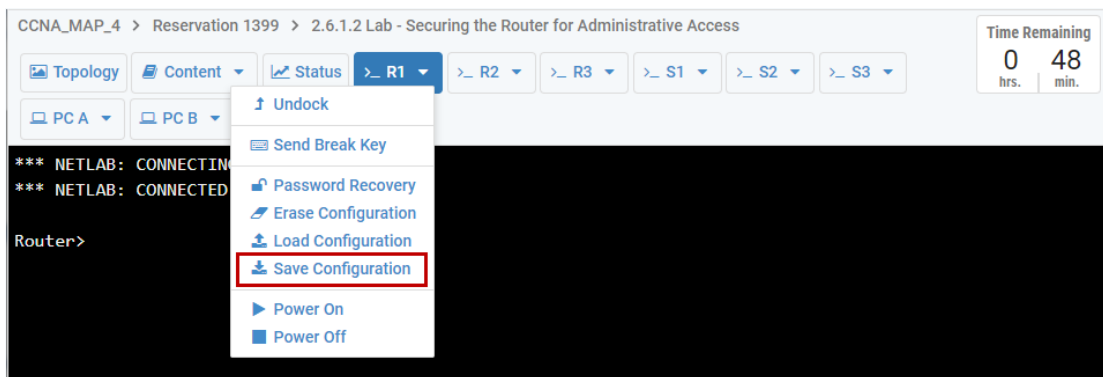 CCNA_MAP_4 > Reservation 1399 > 2.6.1.2 Lab - Securing the Router for Administrative Access
Time Remaining
0 48
hrs. min.
Topology Content Status >_ R1 >_ R2 >_ R3 >_ S1 >_ S2 >_ S3
PC A PC B
Undock
Send Break Key
Password Recovery
Erase Configuration
Load Configuration
Save Configuration
Power On
Power Off
*** NETLAB: CONNECTING
*** NETLAB: CONNECTED
Router>